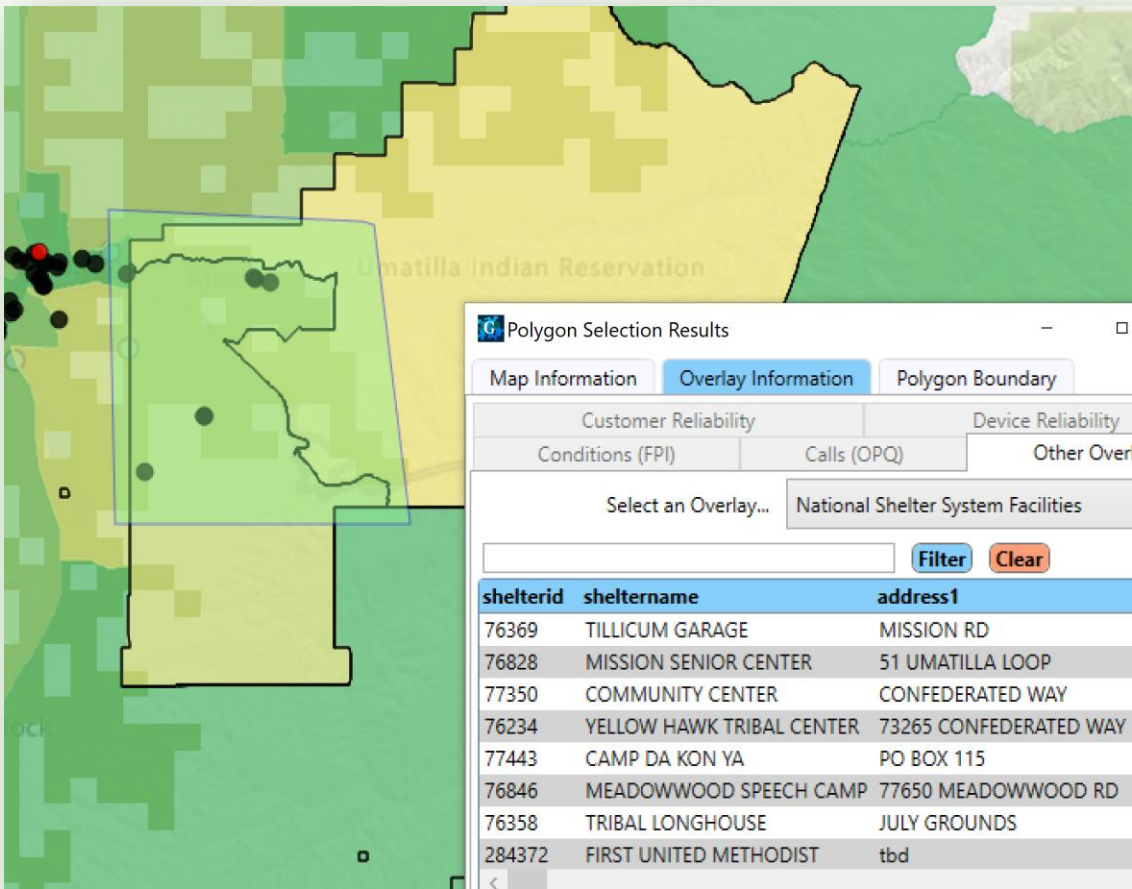 Umatilla Indian Reservation
Polygon Selection Results
Map Information Overlay Information Polygon Boundary
Customer Reliability Device Reliability
Conditions (FPI) Calls (OPQ) Other Overl
Select an Overlay... National Shelter System Facilities
Filter Clear
shelterid sheltername address1
76369 TILLICUM GARAGE MISSION RD
76828 MISSION SENIOR CENTER 51 UMATILLA LOOP
77350 COMMUNITY CENTER CONFEDERATED WAY
76234 YELLOW HAWK TRIBAL CENTER 73265 CONFEDERATED WAY
77443 CAMP DA KON YA PO BOX 115
76846 MEADOWWOOD SPEECH CAMP 77650 MEADOWWOOD RD
76358 TRIBAL LONGHOUSE JULY GROUNDS
284372 FIRST UNITED METHODIST tbd